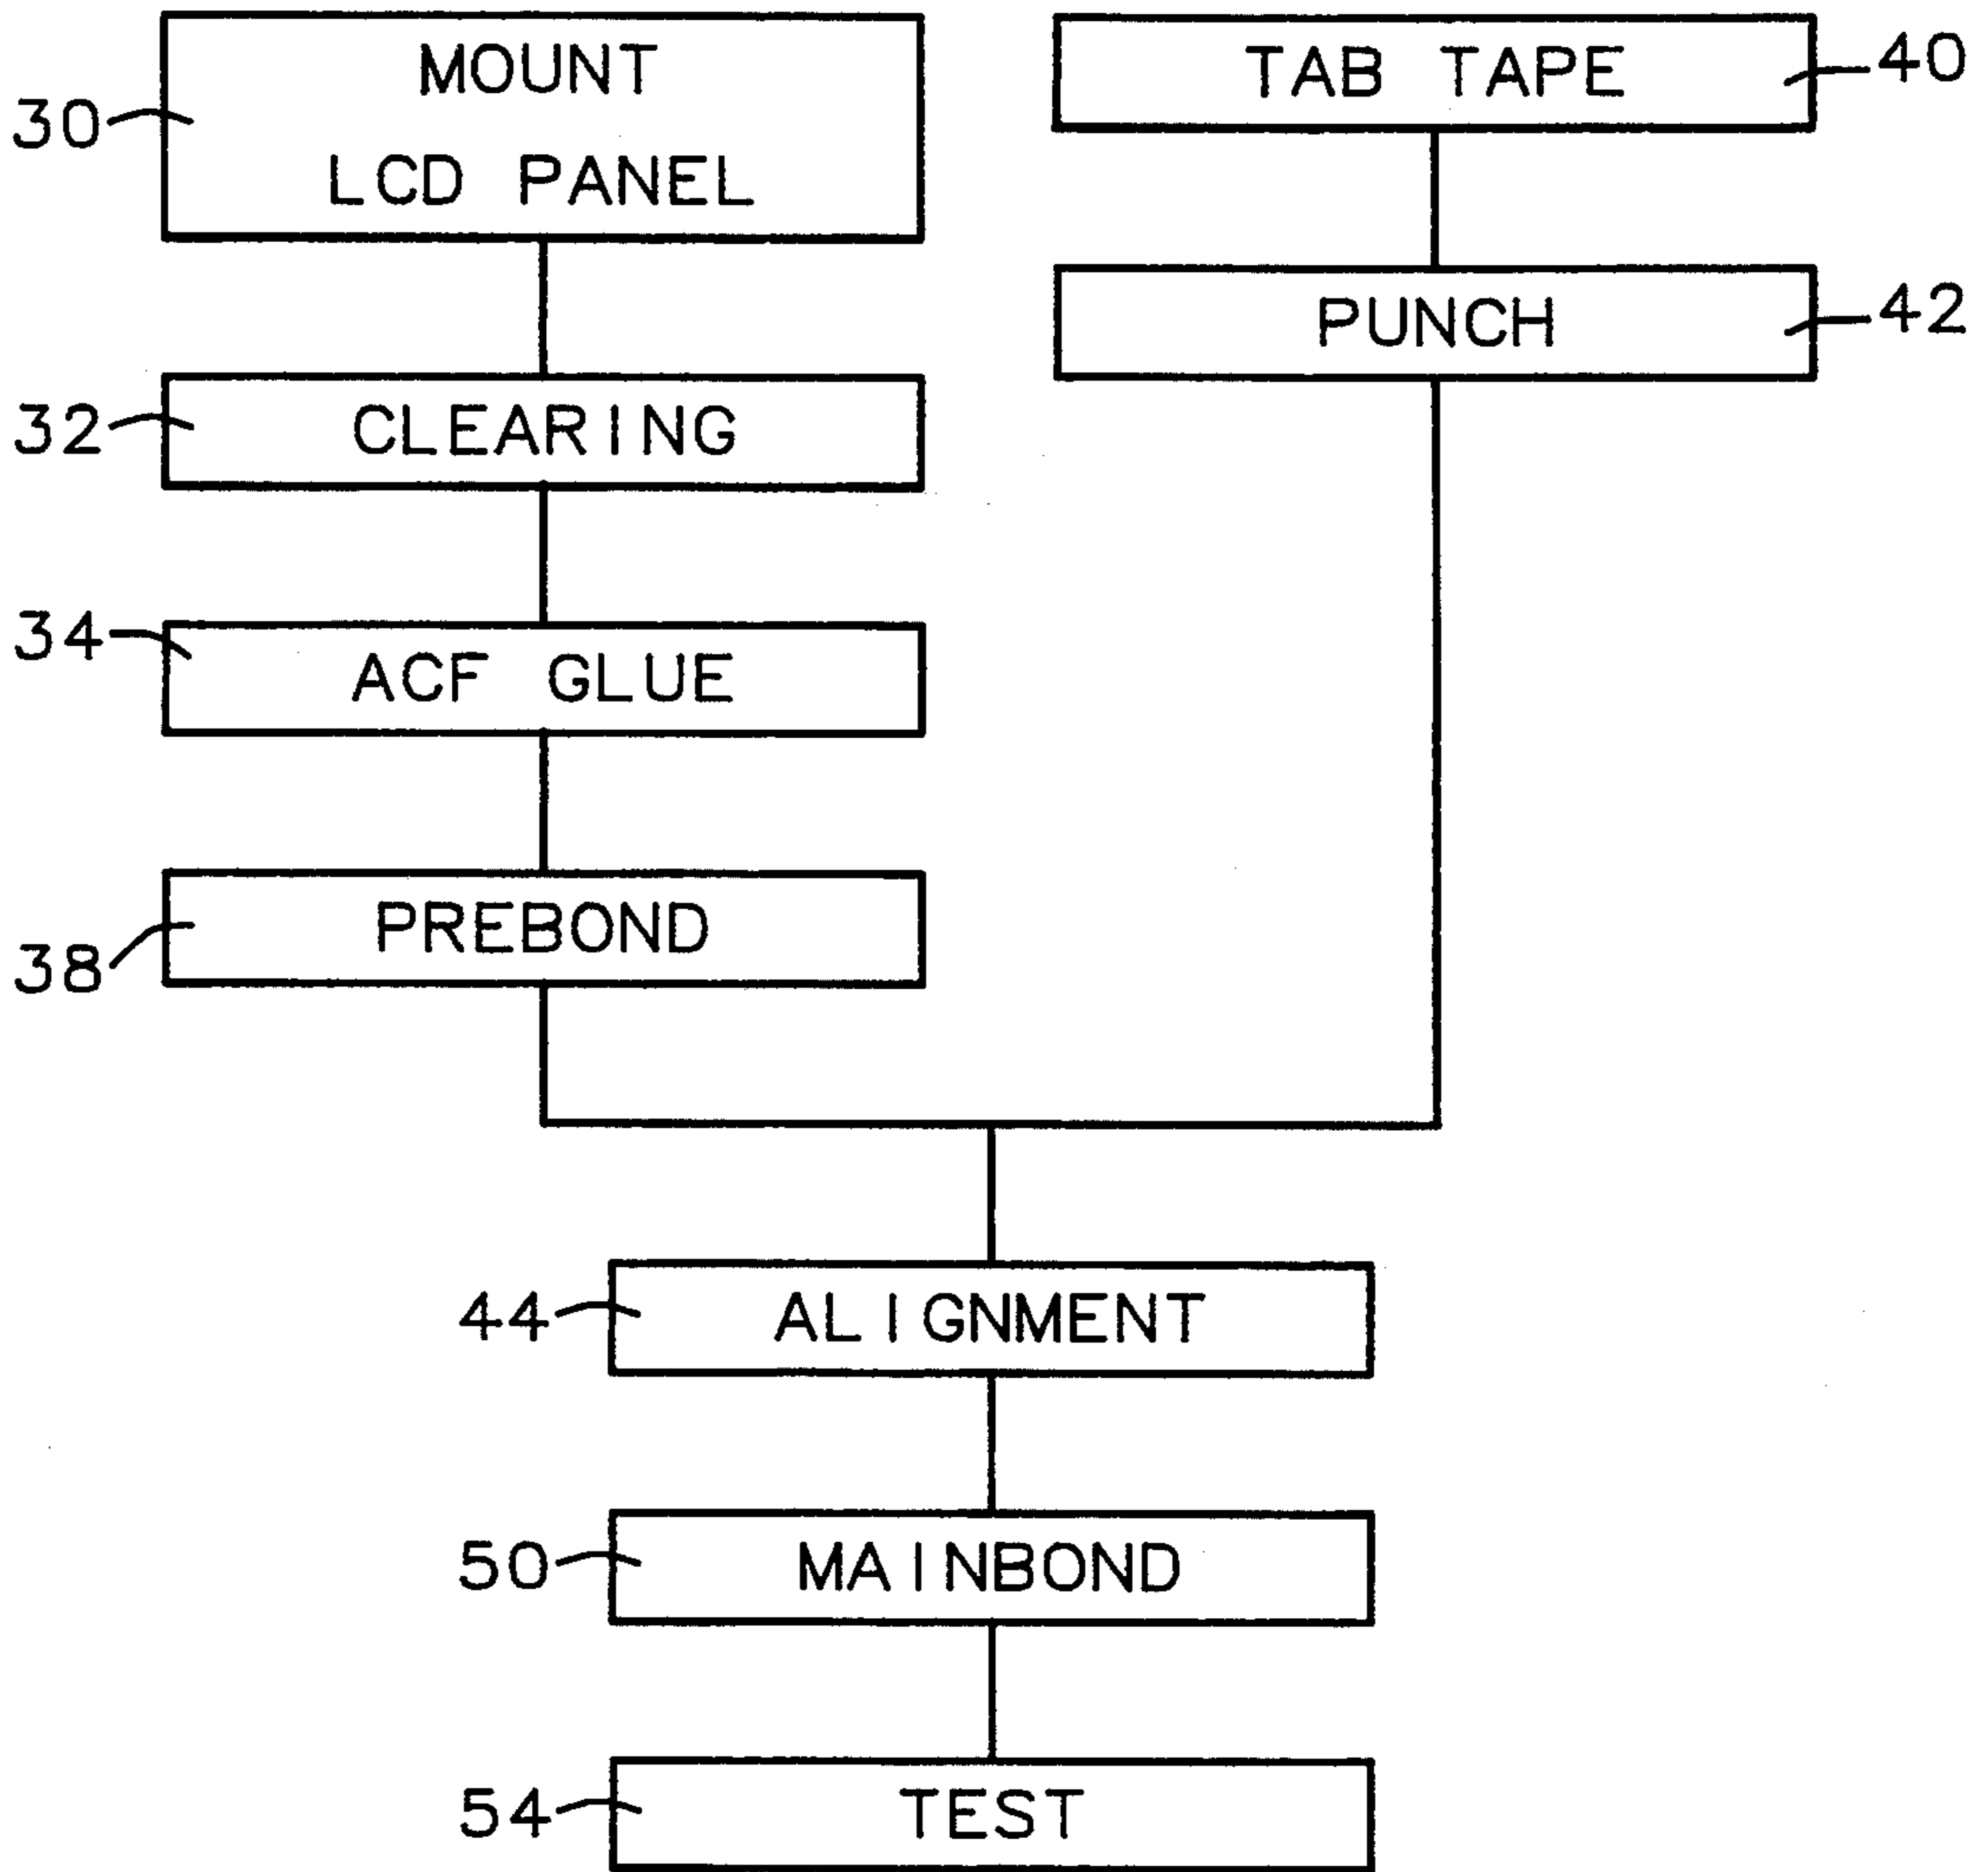 30
MOUNT
LCD PANEL
32
CLEARING
34
ACF GLUE
38
PREBOND
TAB TAPE
40
PUNCH
42
44
ALIGNMENT
50
MAINBOND
54
TEST